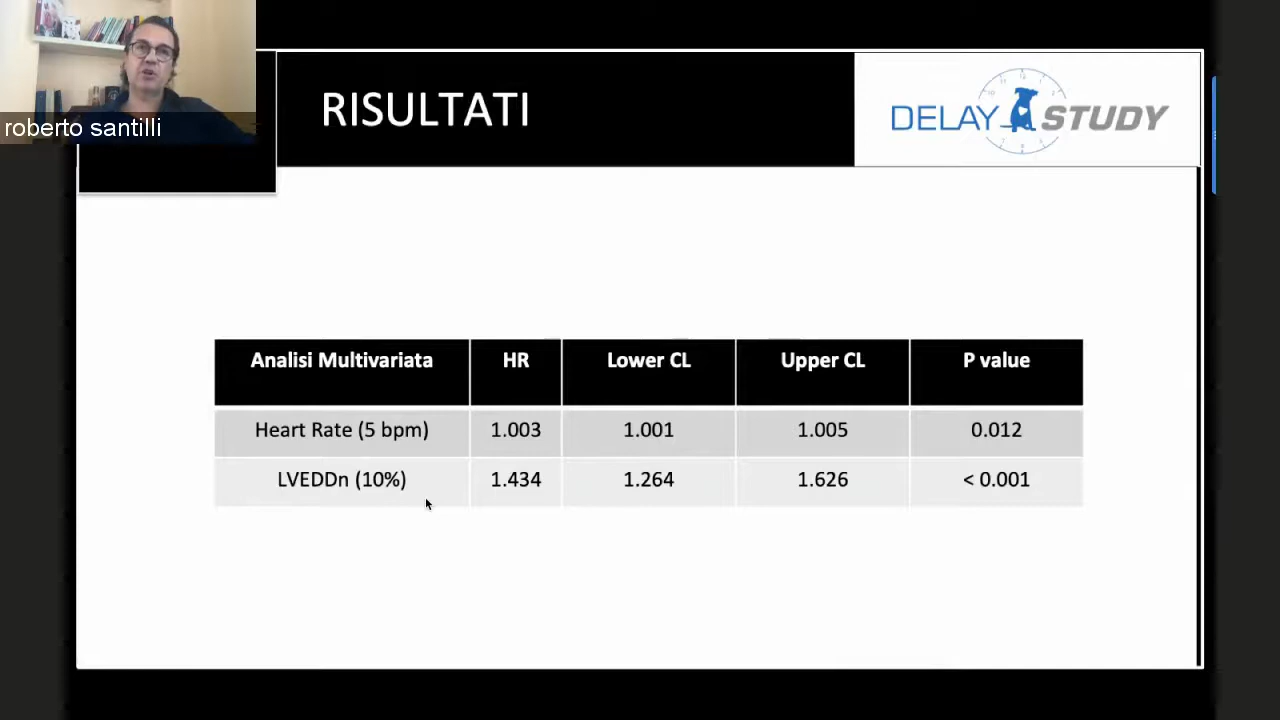 roberto santilli
RISULTATI
DELAY STUDY
Analisi Multivariata HR Lower CL Upper CL P value
Heart Rate (5 bpm) 1.003 1.001 1.005 0.012
LVEDDn (10%) 1.434 1.264 1.626 < 0.001